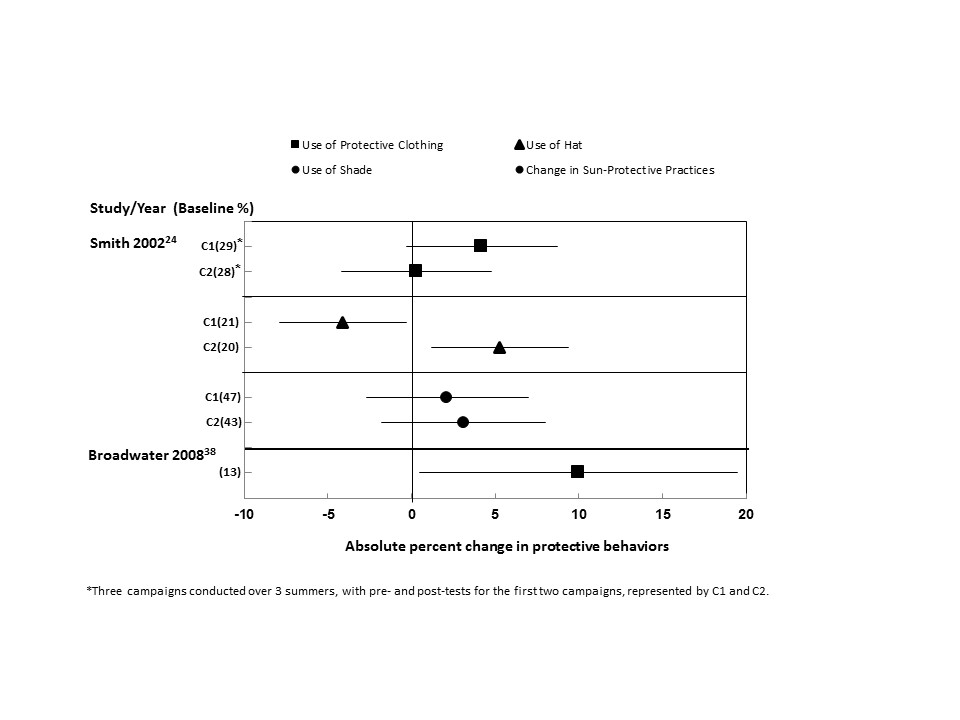 Use of Protective Clothing Use of Hat
Use of Shade Change in Sun-Protective Practices
Study/Year (Baseline %)
Smith 2002²⁴ C1(29)*
C2(28)*
C1(21)
C2(20)
C1(47)
C2(43)
Broadwater 2008³⁸
(13)
-10 -5 0 5 10 15 20
Absolute percent change in protective behaviors
*Three campaigns conducted over 3 summers, with pre- and post-tests for the first two campaigns, represented by C1 and C2.